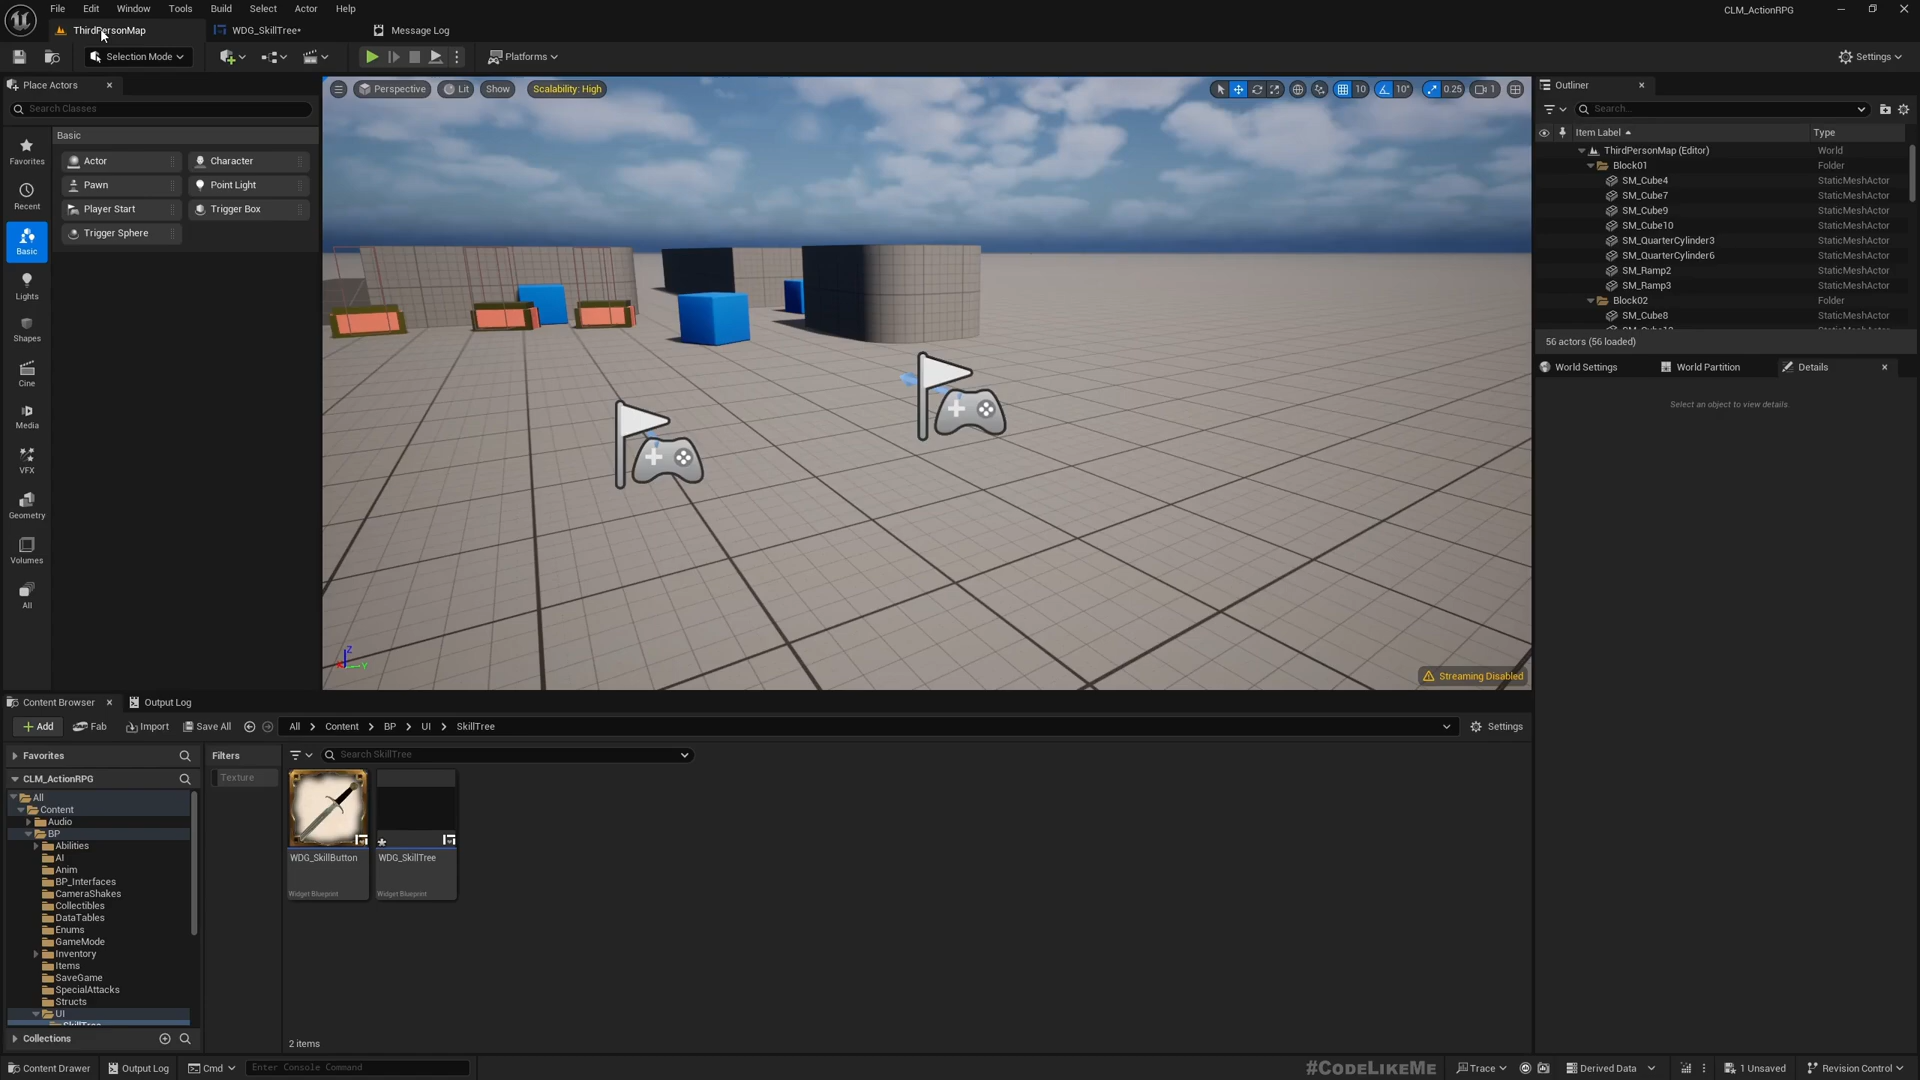 File Edit Window Tools Build Select Actor Help
CLM_ActionRPG
ThirdPersonMap WDG_SkillTree* Message Log
Selection Mode Platforms Settings
Place Actors
Search Classes
Favorites
Recent
Basic
Lights
Shapes
Cine
Media
VFX
Geometry
Volumes
All
Basic
Actor Character
Pawn Point Light
Player Start Trigger Box
Trigger Sphere
Perspective Lit Show Scalability: High
10 10° 0.25 1
Z
Y
Streaming Disabled
Outliner
Search...
Item Label Type
ThirdPersonMap (Editor) World
Block01 Folder
SM_Cube4 StaticMeshActor
SM_Cube7 StaticMeshActor
SM_Cube9 StaticMeshActor
SM_Cube10 StaticMeshActor
SM_QuarterCylinder3 StaticMeshActor
SM_QuarterCylinder6 StaticMeshActor
SM_Ramp2 StaticMeshActor
SM_Ramp3 StaticMeshActor
Block02 Folder
SM_Cube8 StaticMeshActor
56 actors (56 loaded)
World Settings World Partition Details
Select an object to view details.
Content Browser Output Log
Add Fab Import Save All All Content BP UI SkillTree Settings
Favorites
CLM_ActionRPG
All
Content
Audio
BP
Abilities
AI
Anim
BP_Interfaces
CameraShakes
Collectibles
DataTables
Enums
GameMode
Inventory
Items
SaveGame
SpecialAttacks
Structs
UI
SkillTree
Collections
Filters
Texture
Search SkillTree
WDG_SkillButton
Widget Blueprint
WDG_SkillTree
Widget Blueprint
2 items
Content Drawer Output Log Cmd Enter Console Command
#CodeLikeMe
Trace Derived Data 1 Unsaved Revision Control